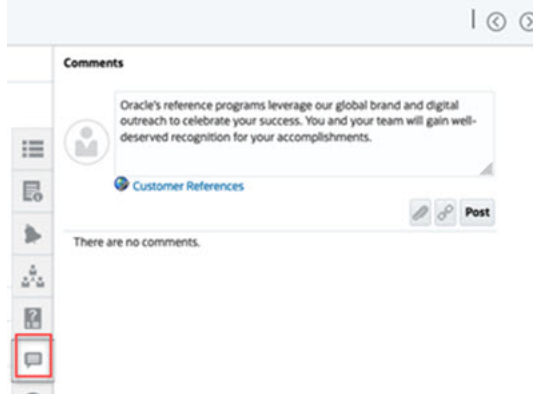 Comments
Oracle's reference programs leverage our global brand and digital
outreach to celebrate your success. You and your team will gain well-
deserved recognition for your accomplishments.
Customer References
Post
There are no comments.